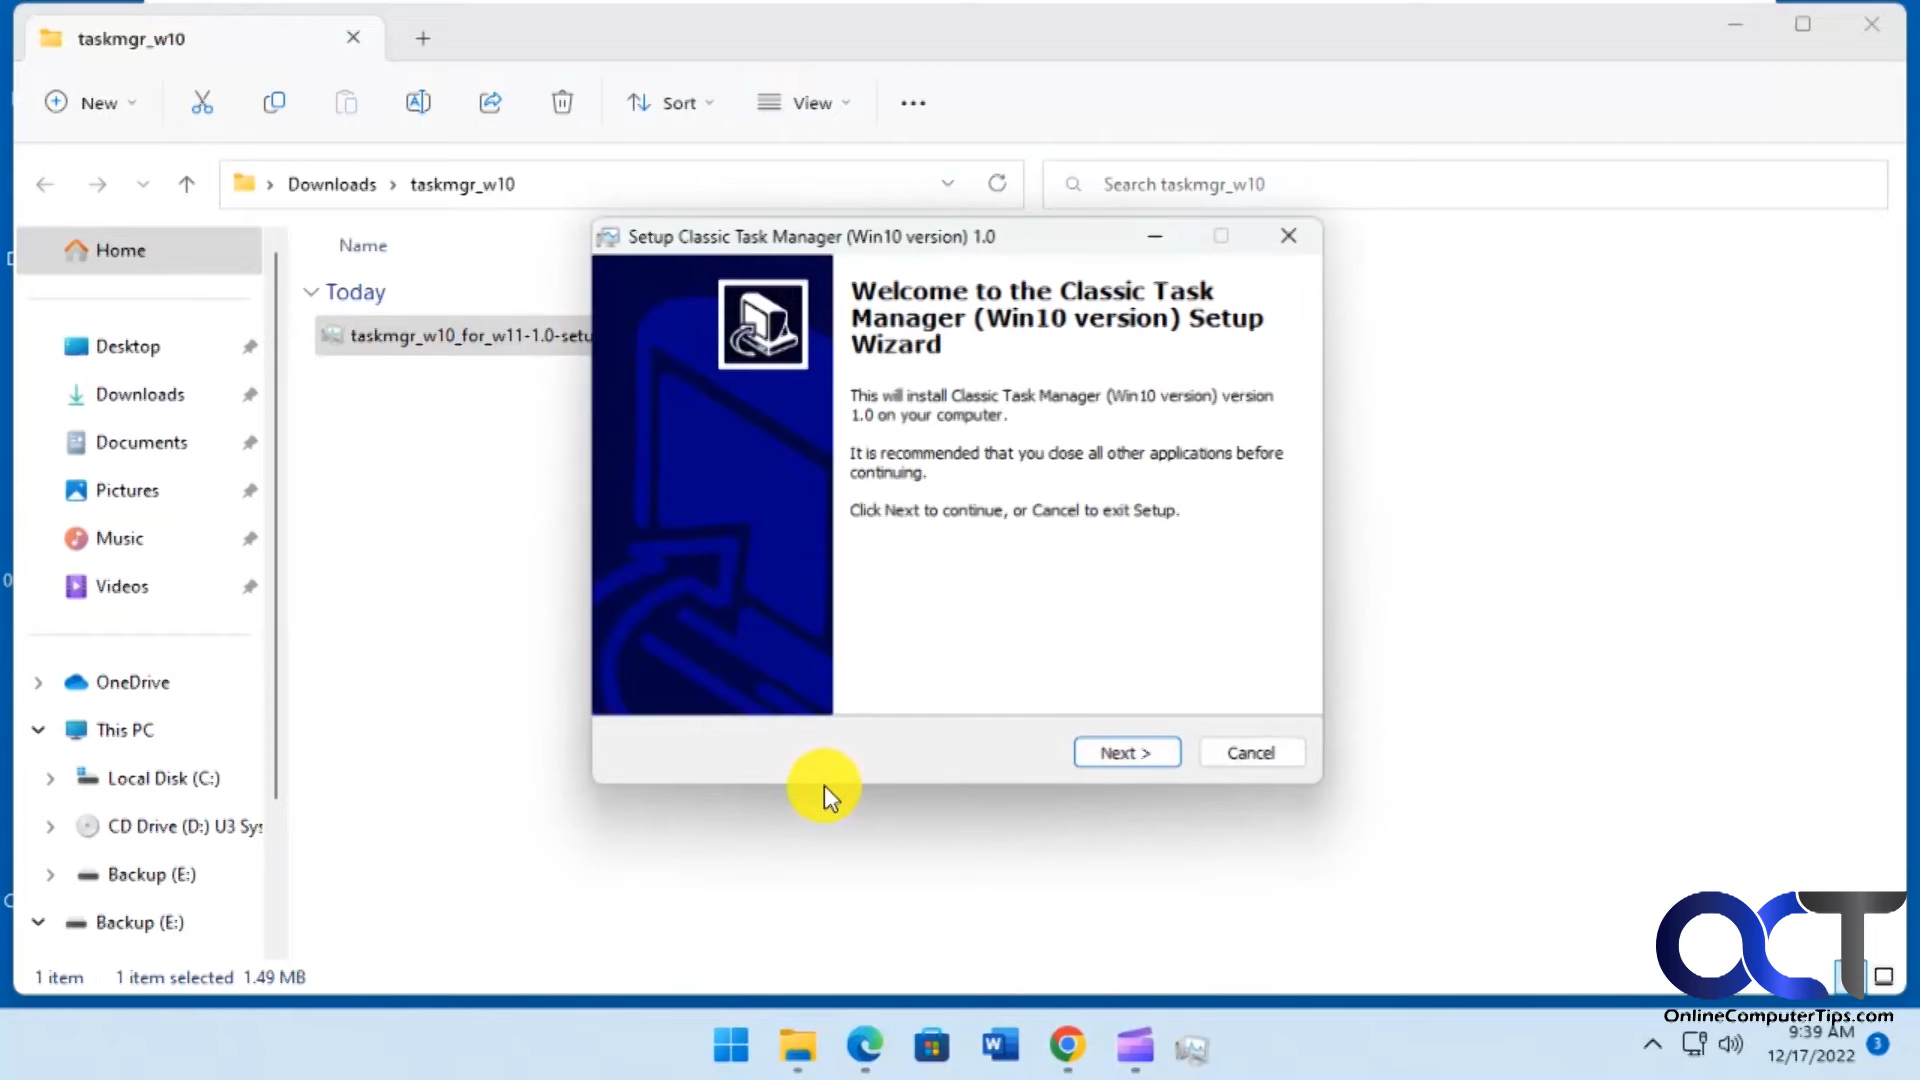 taskmgr_w10
New
Sort
View
Downloads
taskmgr_w10
Search taskmgr_w10
Home
Name
Today
taskmgr_w10_for_w11-1.0-setu
Desktop
Downloads
Documents
Pictures
Music
Videos
OneDrive
This PC
Local Disk (C:)
CD Drive (D:) U3 Sys
Backup (E:)
Backup (E:)
1 item
1 item selected 1.49 MB
Setup Classic Task Manager (Win10 version) 1.0
Welcome to the Classic Task
Manager (Win10 version) Setup
Wizard
This will install Classic Task Manager (Win10 version) version
1.0 on your computer.
It is recommended that you close all other applications before
continuing.
Click Next to continue, or Cancel to exit Setup.
Next >
Cancel
OCT
OnlineComputerTips.com
9:39 AM
12/17/2022
3